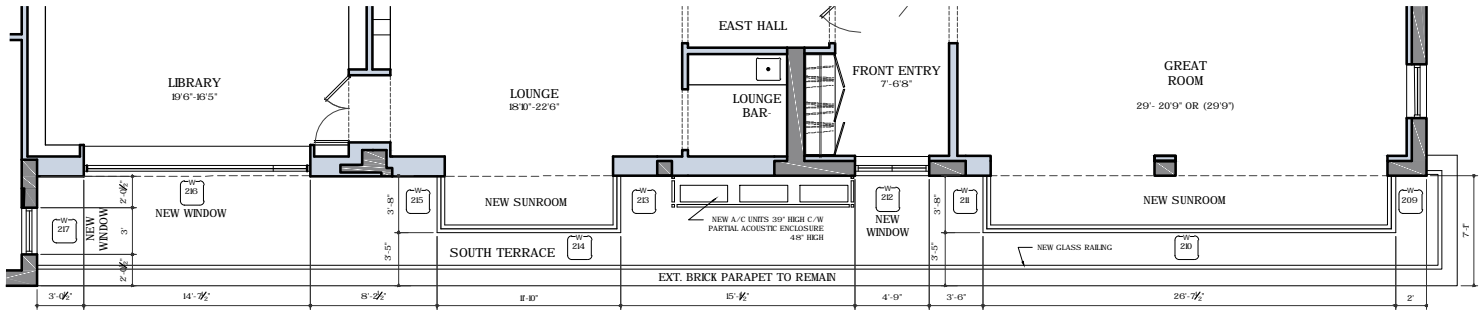 EAST HALL
LIBRARY
19'6"-16'5"
LOUNGE
18'10"-22'6"
LOUNGE
BAR-
FRONT ENTRY
7'-6'8"
GREAT
ROOM
29'- 20'9" OR (29'9")
2'-0½"
W
216
NEW WINDOW
W
217
NEW
WINDOW
3'
2'-0½"
W
215
3'-8"
3'-5"
NEW SUNROOM
W
214
SOUTH TERRACE
W
213
NEW A/C UNITS 39" HIGH C/W
PARTIAL ACOUSTIC ENCLOSURE
48" HIGH
W
212
NEW
WINDOW
W
211
3'-8"
3'-5"
NEW SUNROOM
W
209
W
210
NEW GLASS RAILING
7'-1"
EXT. BRICK PARAPET TO REMAIN
3'-0½"
14'-7½"
8'-2½"
11'-10"
15'-1½"
4'-9"
3'-6"
26'-7½"
2'